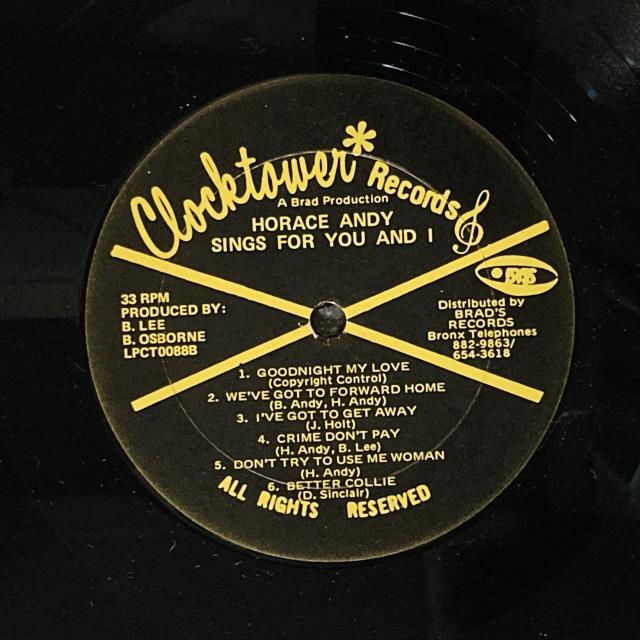 Clocktower* Records
A Brad Production
HORACE ANDY
SINGS FOR YOU AND I
33 RPM
PRODUCED BY:
B. LEE
B. OSBORNE
LPCT0088B
Distributed by
BRAD'S
RECORDS
Bronx Telephones
882-9863/
654-3618
1. GOODNIGHT MY LOVE
(Copyright Control)
2. WE'VE GOT TO FORWARD HOME
(B. Andy, H. Andy)
3. I'VE GOT TO GET AWAY
(J. Holt)
4. CRIME DON'T PAY
(H. Andy, B. Lee)
5. DON'T TRY TO USE ME WOMAN
(H. Andy)
6. BETTER COLLIE
(D. Sinclair)
ALL RIGHTS RESERVED